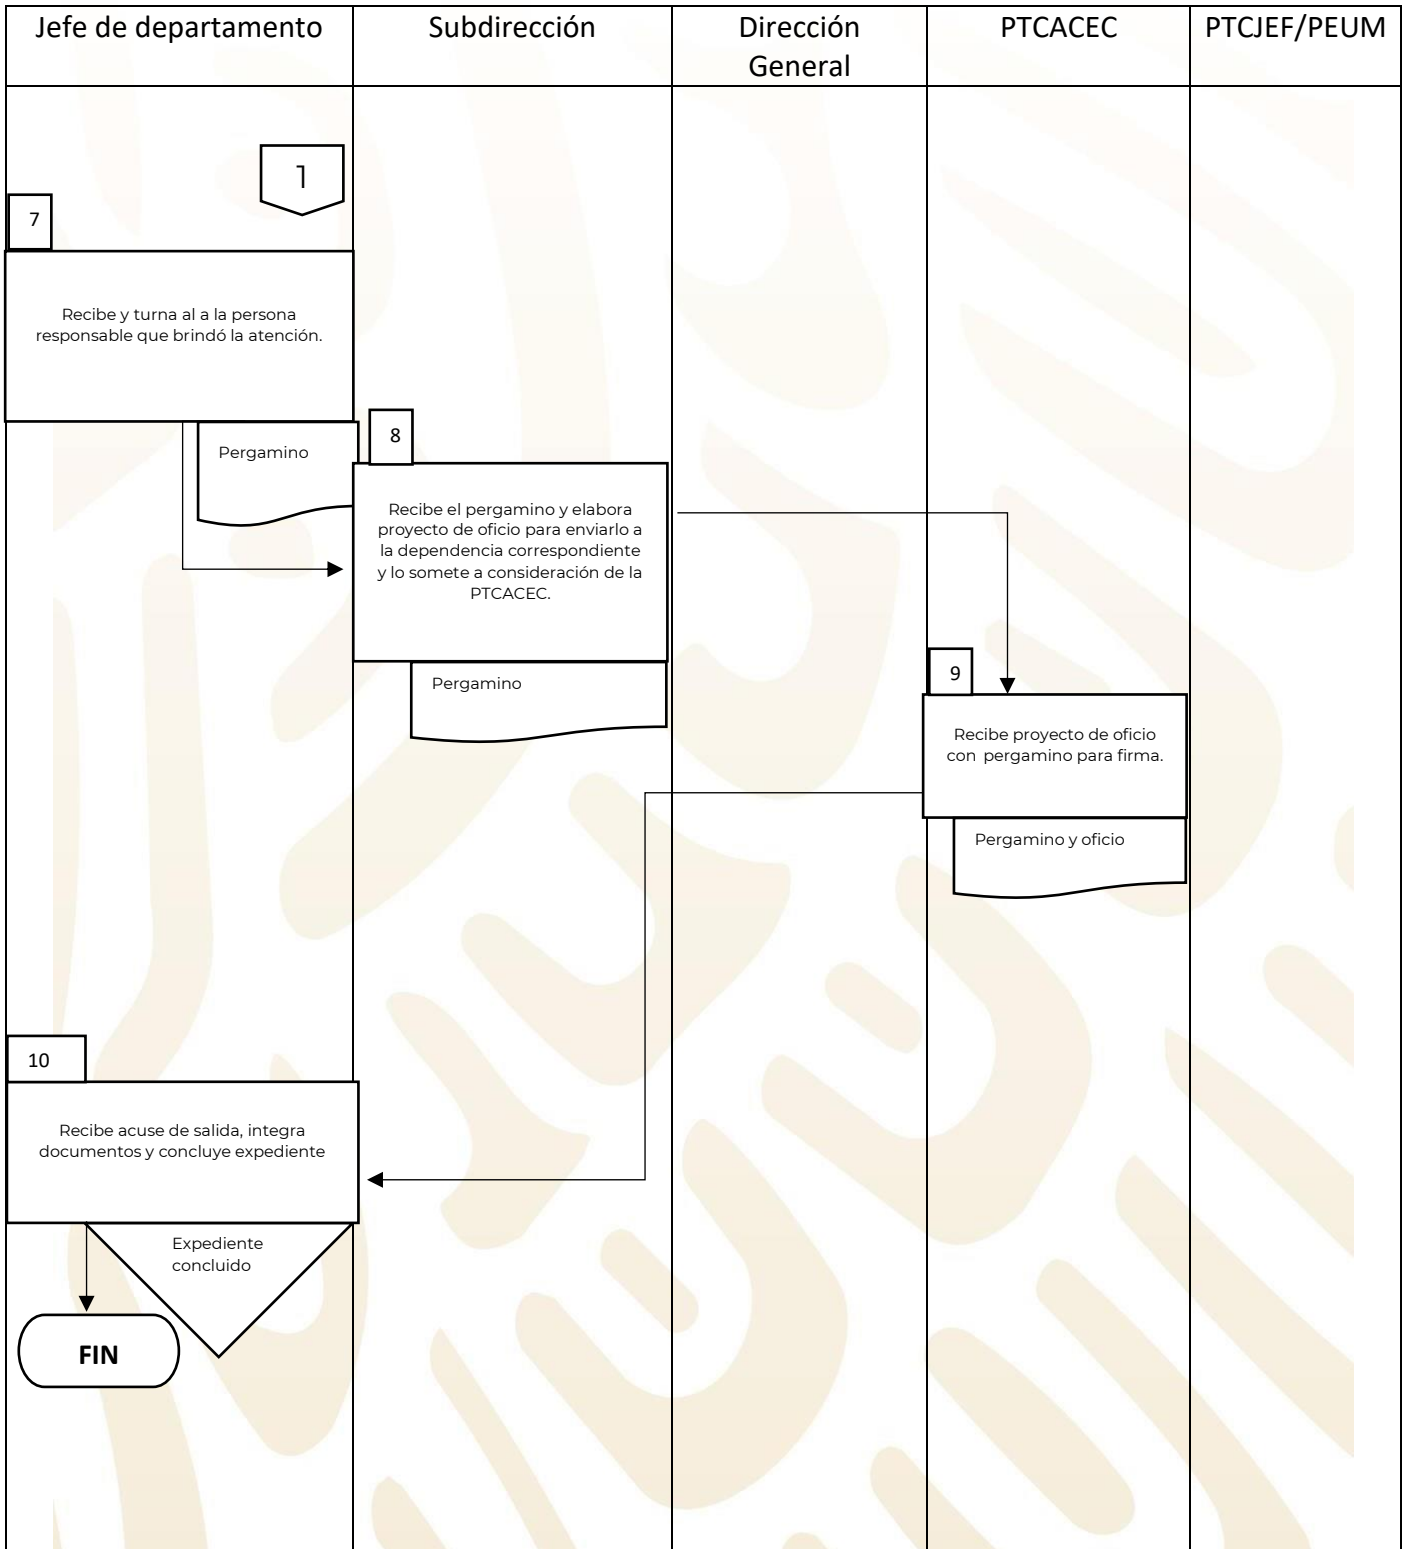 Jefe de departamento
Subdirección
Dirección
General
PTCACEC
PTCJEF/PEUM
1
7
Recibe y turna al a la persona
responsable que brindó la atención.
Pergamino
8
Recibe el pergamino y elabora
proyecto de oficio para enviarlo a
la dependencia correspondiente
y lo somete a consideración de la
PTCACEC.
Pergamino
9
Recibe proyecto de oficio
con pergamino para firma.
Pergamino y oficio
10
Recibe acuse de salida, integra
documentos y concluye expediente
Expediente
concluido
FIN